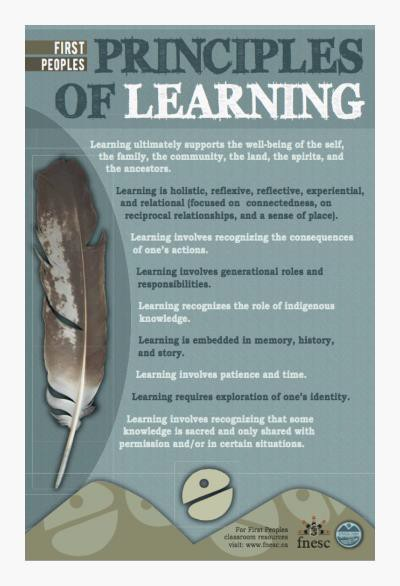 FIRST
PEOPLES
PRINCIPLES
OF LEARNING
Learning ultimately supports the well-being of the self,
the family, the community, the land, the spirits, and
the ancestors.
Learning is holistic, reflexive, reflective, experiential,
and relational (focused on connectedness, on
reciprocal relationships, and a sense of place).
Learning involves recognizing the consequences
of one's actions.
Learning involves generational roles and
responsibilities.
Learning recognizes the role of indigenous
knowledge.
Learning is embedded in memory, history,
and story.
Learning involves patience and time.
Learning requires exploration of one's identity.
Learning involves recognizing that some
knowledge is sacred and only shared with
permission and/or in certain situations.
For First Peoples
classroom resources
visit: www.fnesc.ca
fnesc